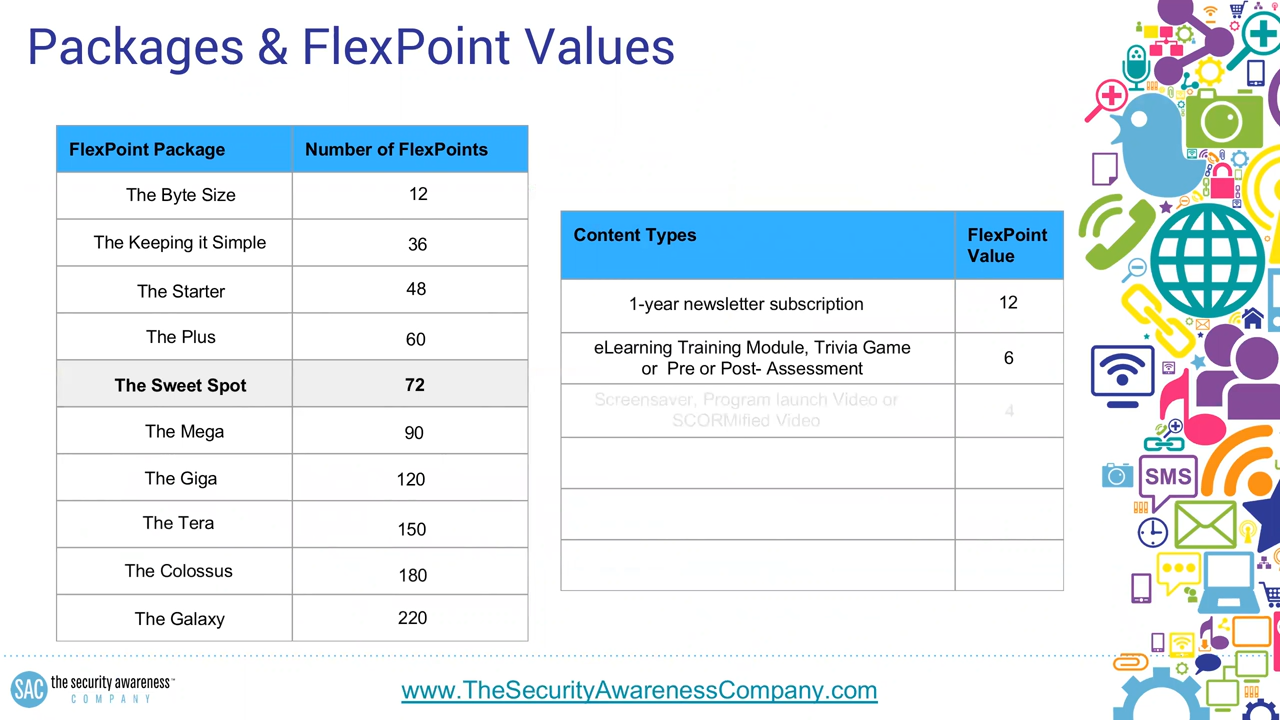 Packages & FlexPoint Values
FlexPoint Package Number of FlexPoints
The Byte Size 12
The Keeping it Simple 36
The Starter 48
The Plus 60
The Sweet Spot 72
The Mega 90
The Giga 120
The Tera 150
The Colossus 180
The Galaxy 220
Content Types FlexPoint
Value
1-year newsletter subscription 12
eLearning Training Module, Trivia Game
or Pre or Post- Assessment 6
Screensaver, Program launch Video or
SCORMified Video 4
SMS
SAC the security awareness™
COMPANY
www.TheSecurityAwarenessCompany.com